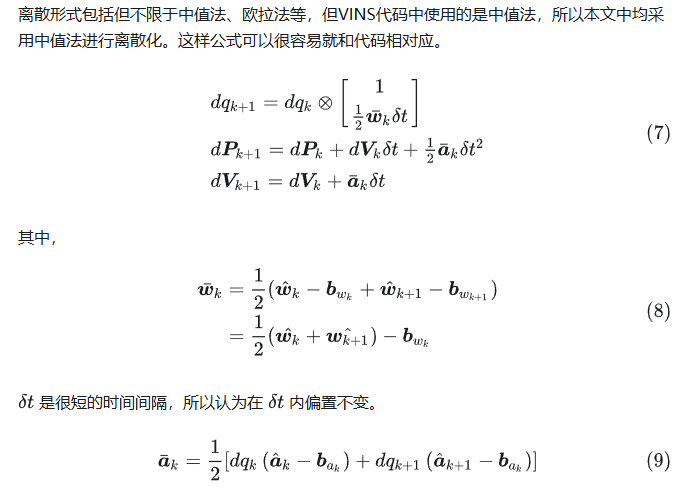 离散形式包括但不限于中值法、欧拉法等，但VINS代码中使用的是中值法，所以本文中均采
用中值法进行离散化。这样公式可以很容易就和代码相对应。
$dq_{k+1} = dq_k \otimes \begin{bmatrix} 1 \\ \frac{1}{2}\bar{\boldsymbol{w}}_k \delta t \end{bmatrix}$
$d\boldsymbol{P}_{k+1} = d\boldsymbol{P}_k + d\boldsymbol{V}_k \delta t + \frac{1}{2}\bar{\boldsymbol{a}}_k \delta t^2$ (7)
$d\boldsymbol{V}_{k+1} = d\boldsymbol{V}_k + \bar{\boldsymbol{a}}_k \delta t$
其中，
$\bar{\boldsymbol{w}}_k = \frac{1}{2}(\hat{\boldsymbol{w}}_k - \boldsymbol{b}_{w_k} + \hat{\boldsymbol{w}}_{k+1} - \boldsymbol{b}_{w_{k+1}})$
$= \frac{1}{2}(\hat{\boldsymbol{w}_k} + \hat{\boldsymbol{w}_{k+1}}) - \boldsymbol{b}_{w_k}$ (8)
$\delta t$ 是很短的时间间隔，所以认为在 $\delta t$ 内偏置不变。
$\bar{\boldsymbol{a}}_k = \frac{1}{2}[dq_k (\hat{\boldsymbol{a}}_k - \boldsymbol{b}_{a_k}) + dq_{k+1} (\hat{\boldsymbol{a}}_{k+1} - \boldsymbol{b}_{a_k})]$ (9)